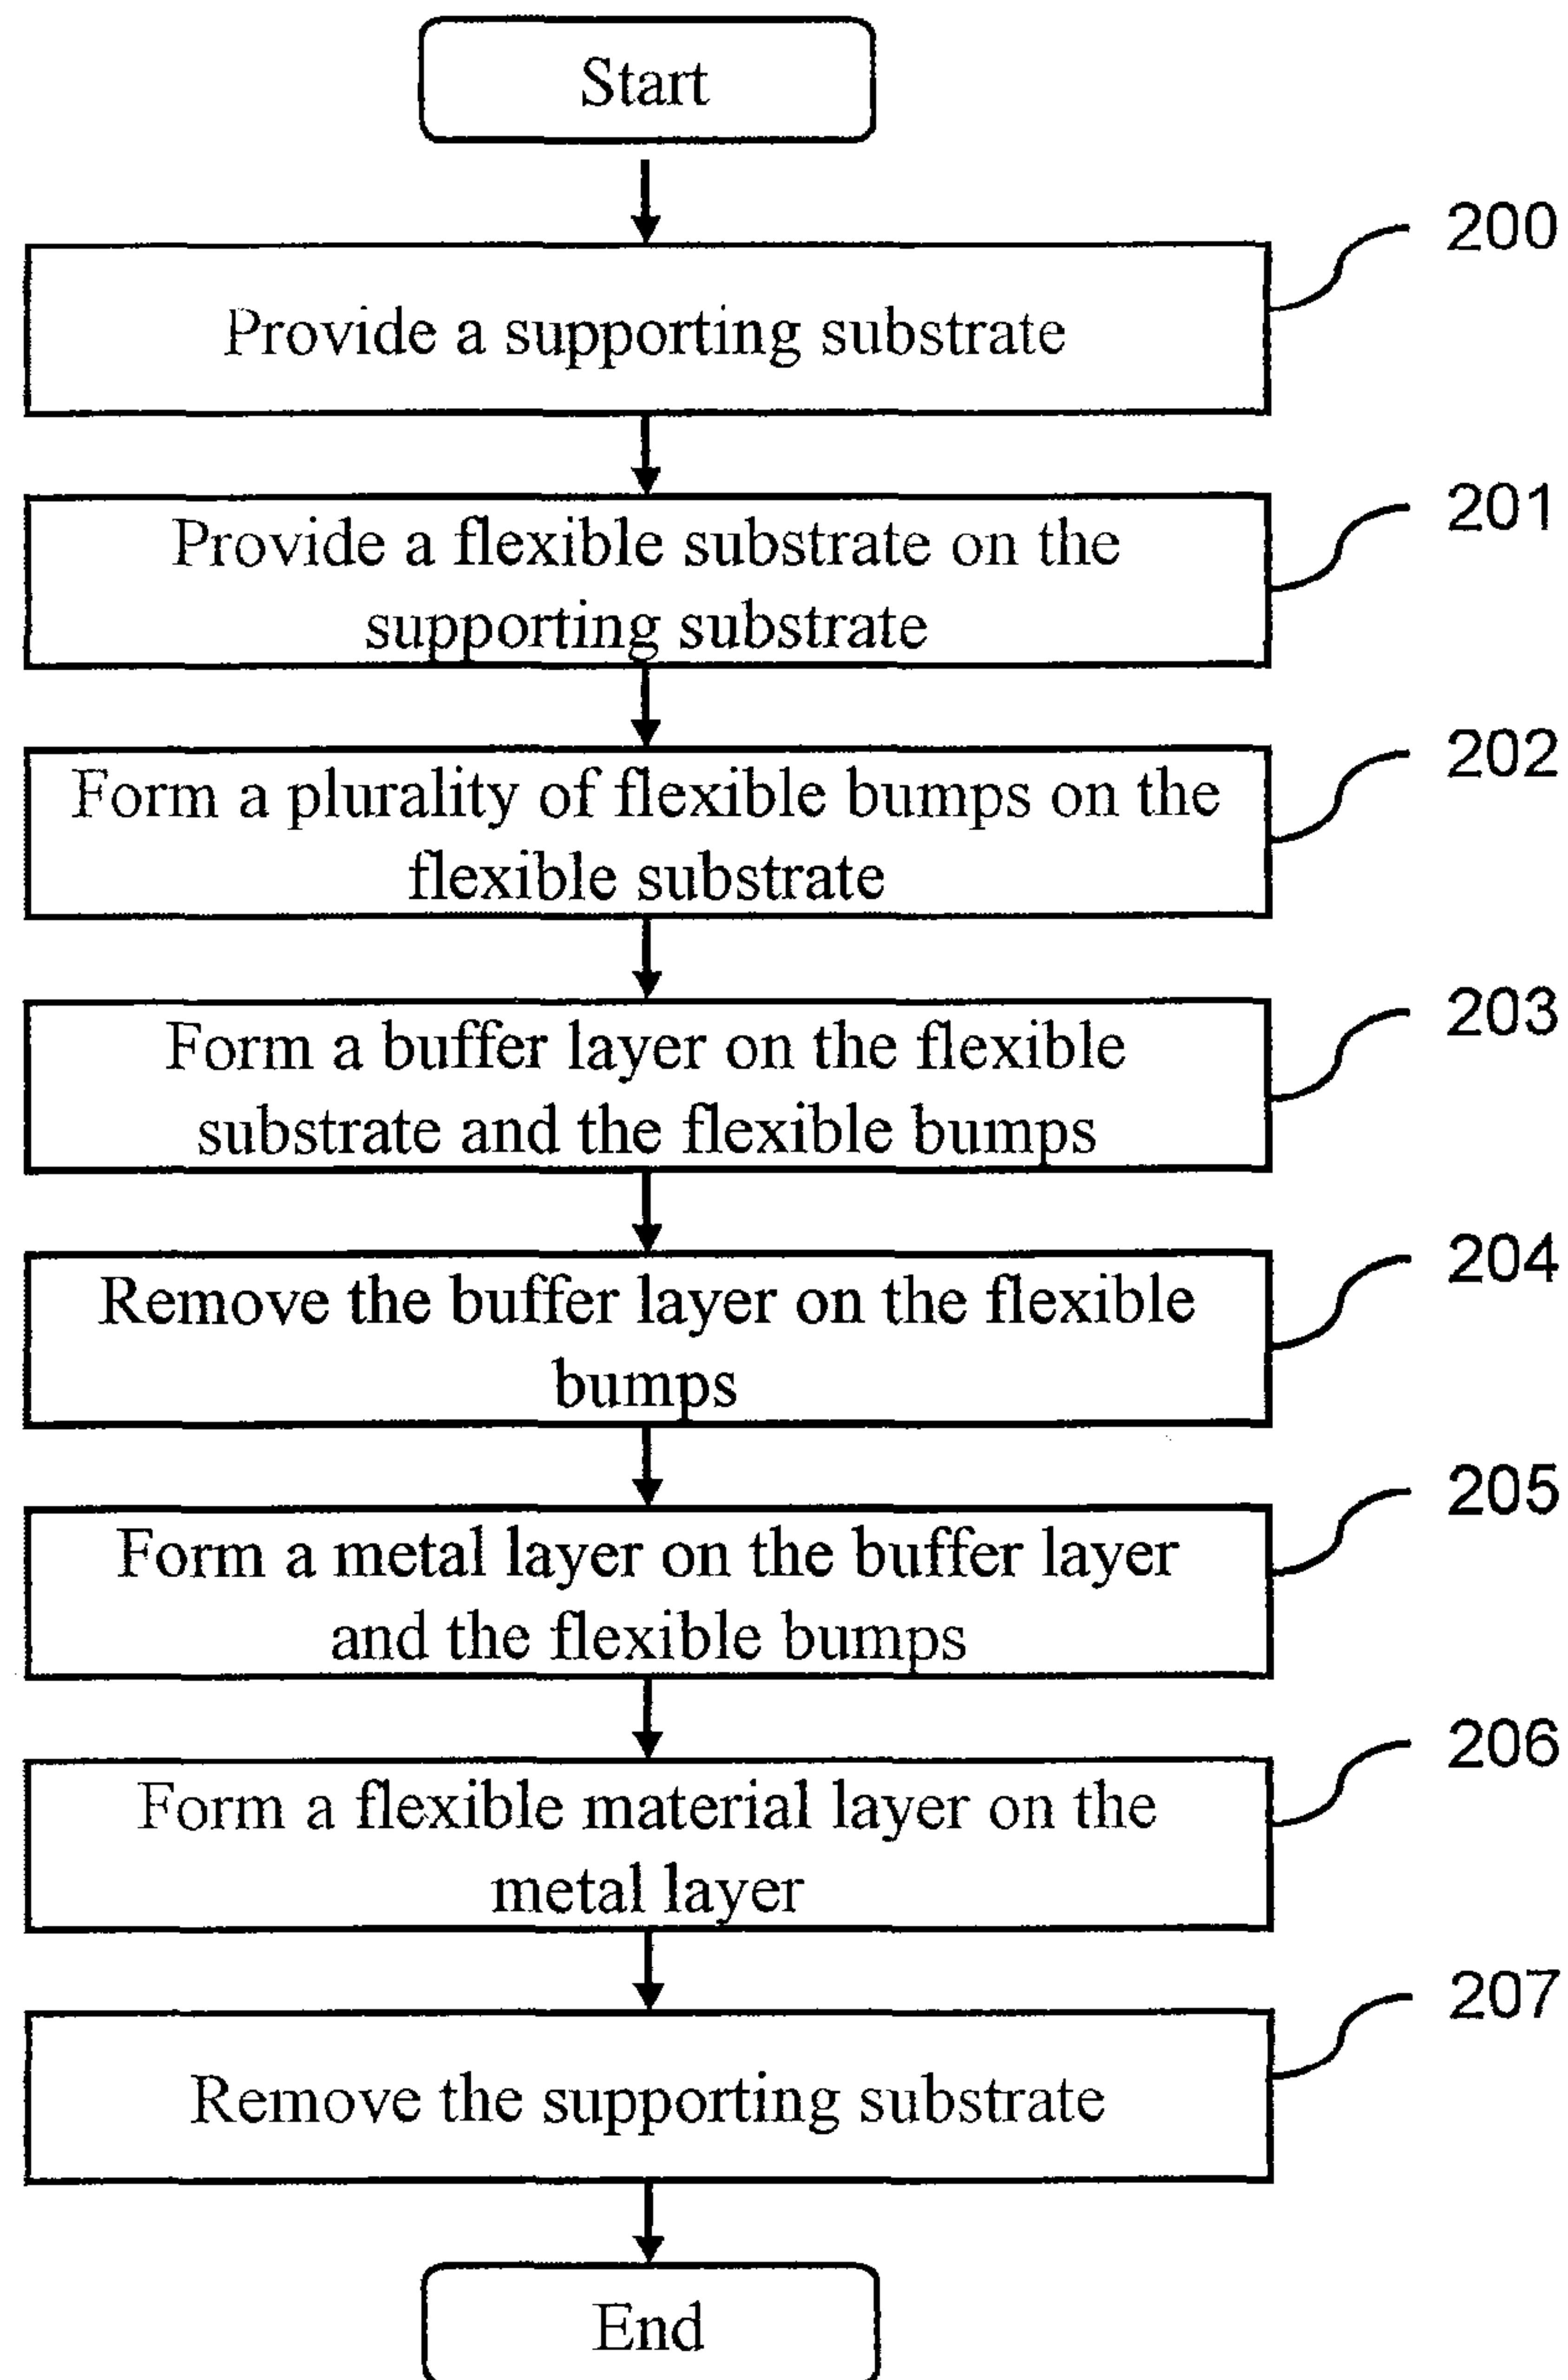 Start
200
Provide a supporting substrate
201
Provide a flexible substrate on the
supporting substrate
202
Form a plurality of flexible bumps on the
flexible substrate
203
Form a buffer layer on the flexible
substrate and the flexible bumps
204
Remove the buffer layer on the flexible
bumps
205
Form a metal layer on the buffer layer
and the flexible bumps
206
Form a flexible material layer on the
metal layer
207
Remove the supporting substrate
End